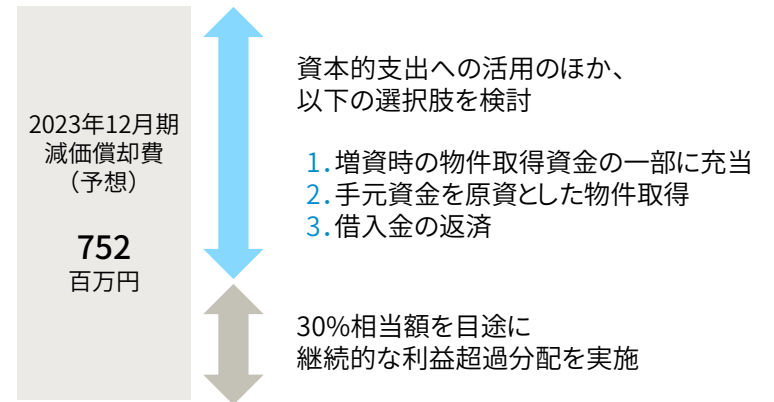 2023年12月期
減価償却費
（予想）
752
百万円
資本的支出への活用のほか、
以下の選択肢を検討
1.増資時の物件取得資金の一部に充当
2.手元資金を原資とした物件取得
3.借入金の返済
30%相当額を目途に
継続的な利益超過分配を実施